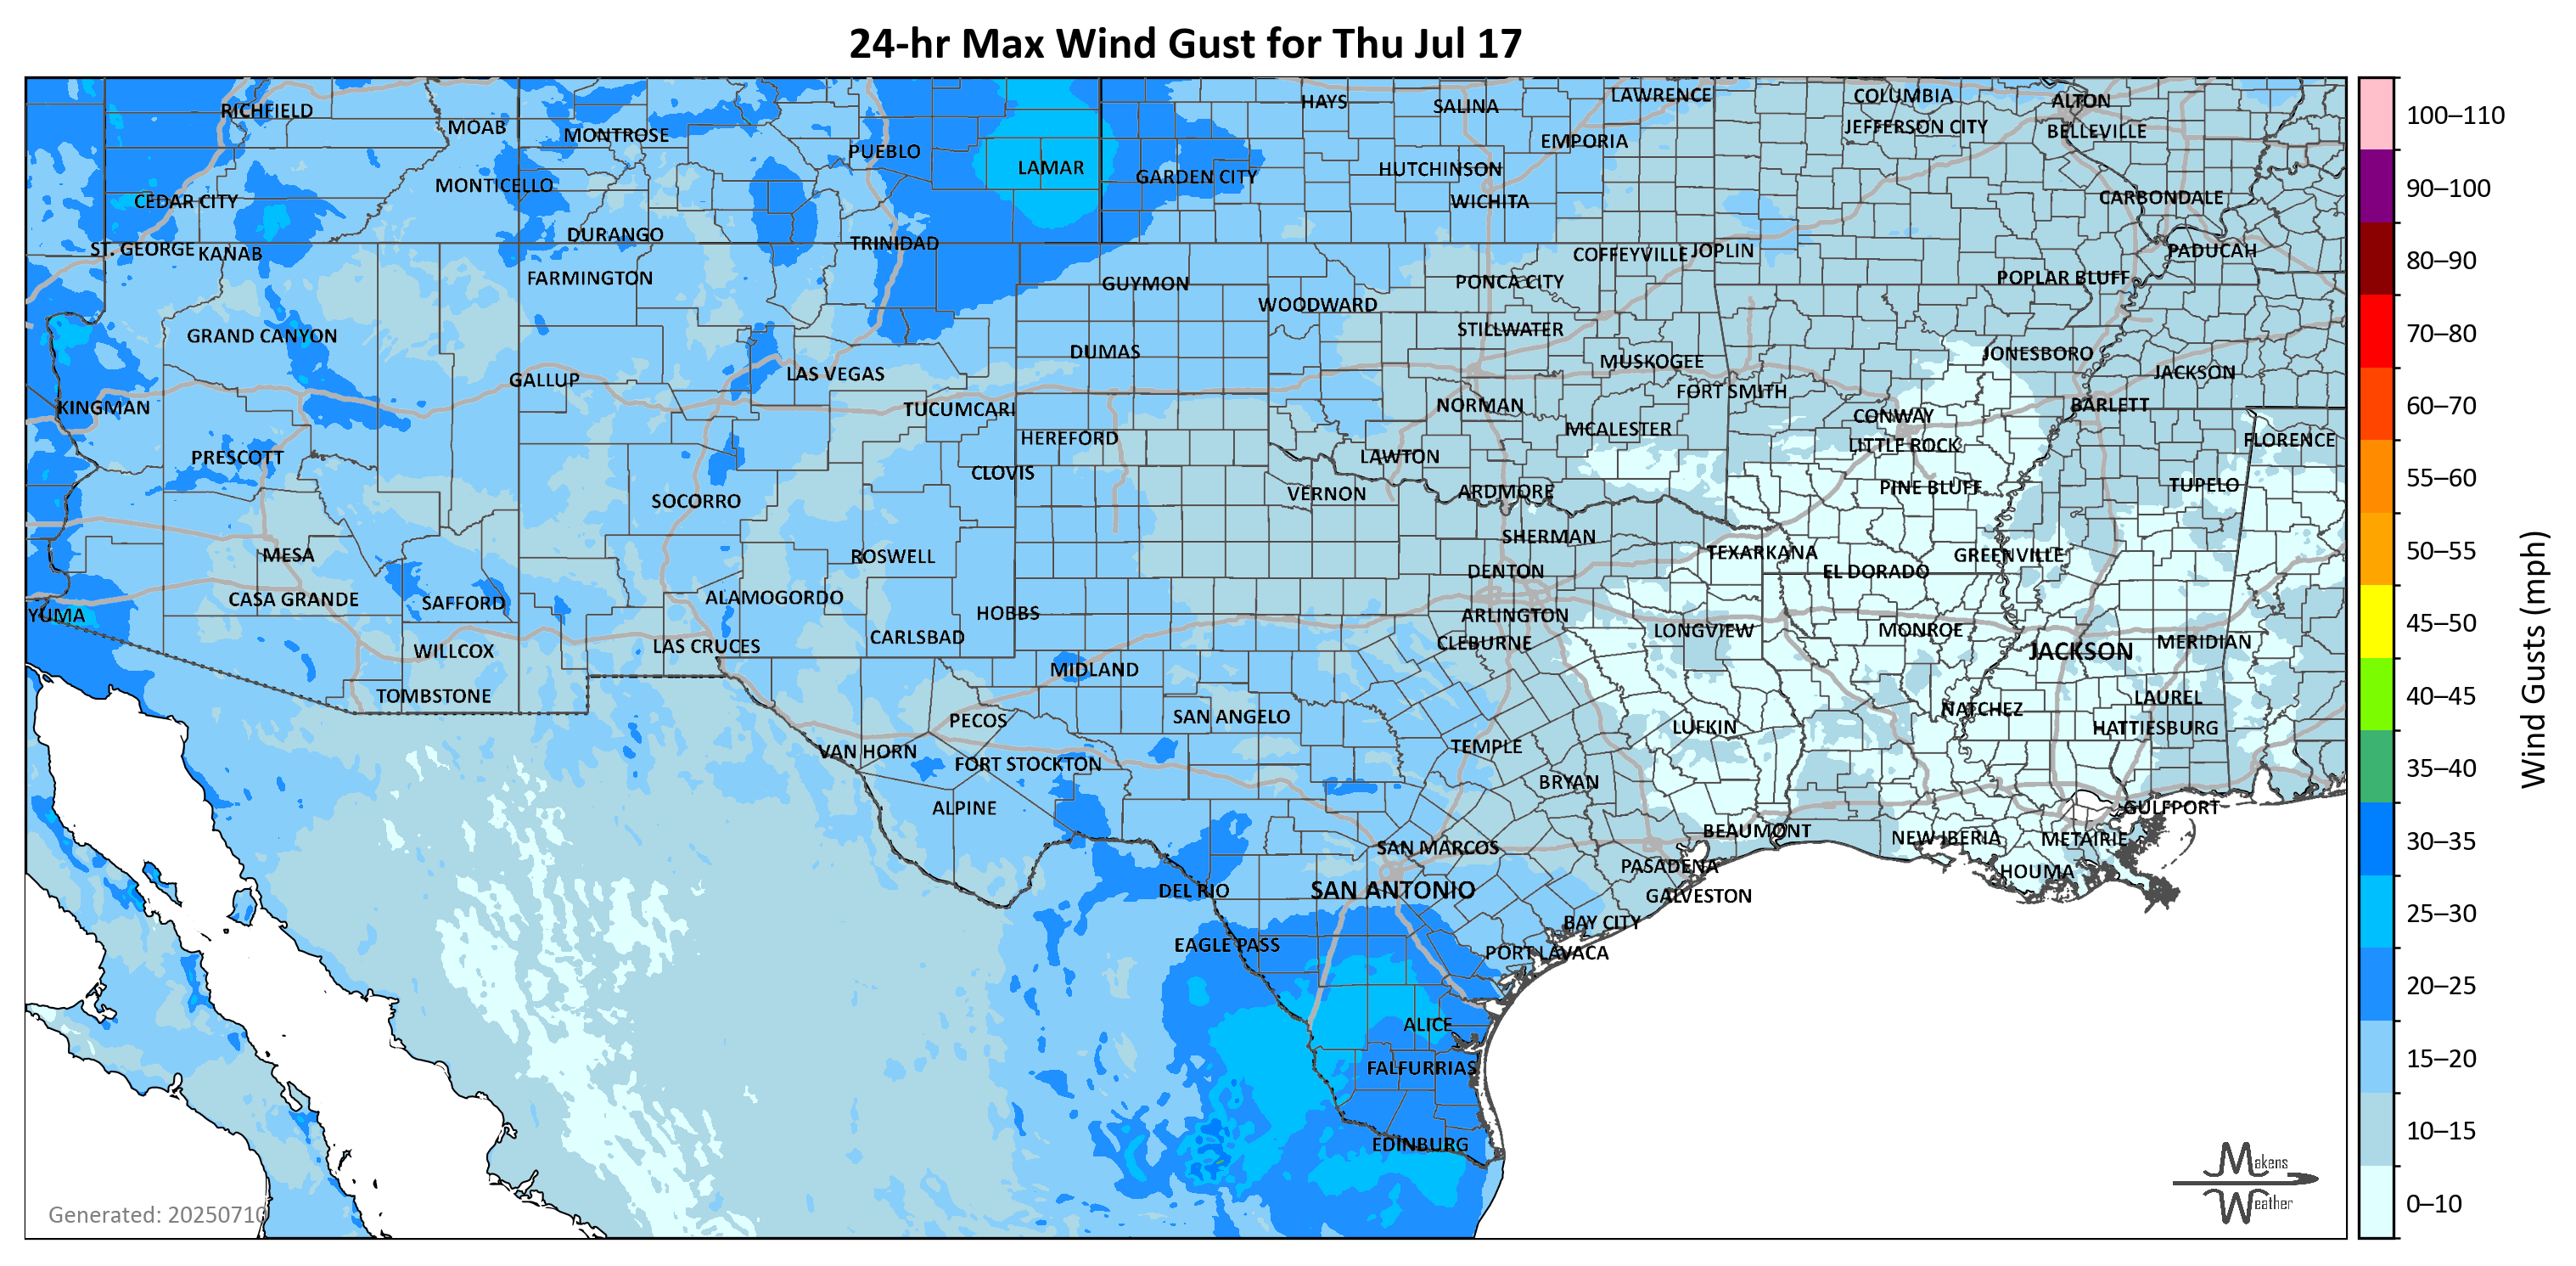 24-hr Max Wind Gust for Thu Jul 17
RICHFIELD
MOAB
MONTROSE
PUEBLO
LAMAR
HAYS
SALINA
LAWRENCE
COLUMBIA
ALTON
JEFFERSON CITY
BELLEVILLE
EMPORIA
HUTCHINSON
GARDEN CITY
MONTICELLO
CEDAR CITY
WICHITA
CARBONDALE
DURANGO
TRINIDAD
ST. GEORGE
KANAB
COFFEYVILLE
JOPLIN
PADUCAH
FARMINGTON
GUYMON
PONCA CITY
POPLAR BLUFF
WOODWARD
STILLWATER
GRAND CANYON
DUMAS
JONESBORO
MUSKOGEE
JACKSON
GALLUP
LAS VEGAS
FORT SMITH
KINGMAN
TUCUMCARI
NORMAN
CONWAY
BARLETT
MCALESTER
HEREFORD
LITTLE ROCK
FLORENCE
PRESCOTT
LAWTON
CLOVIS
SOCORRO
VERNON
ARDMORE
PINE BLUFF
TUPELO
SHERMAN
MESA
ROSWELL
TEXARKANA
GREENVILLE
DENTON
EL DORADO
CASA GRANDE
SAFFORD
ALAMOGORDO
HOBBS
ARLINGTON
YUMA
LONGVIEW
MONROE
CARLSBAD
CLEBURNE
MERIDIAN
WILLCOX
LAS CRUCES
JACKSON
MIDLAND
TOMBSTONE
LAUREL
NATCHEZ
PECOS
SAN ANGELO
LUFKIN
HATTIESBURG
VAN HORN
TEMPLE
FORT STOCKTON
BRYAN
ALPINE
GULFPORT
BEAUMONT
NEW IBERIA
METAIRIE
SAN MARCOS
PASADENA
HOUMA
DEL RIO
SAN ANTONIO
GALVESTON
BAY CITY
EAGLE PASS
PORT LAVACA
ALICE
FALFURRIAS
EDINBURG
Generated: 20250710
Makens
Weather
100–110
90–100
80–90
70–80
60–70
55–60
50–55
45–50
40–45
35–40
30–35
25–30
20–25
15–20
10–15
0–10
Wind Gusts (mph)